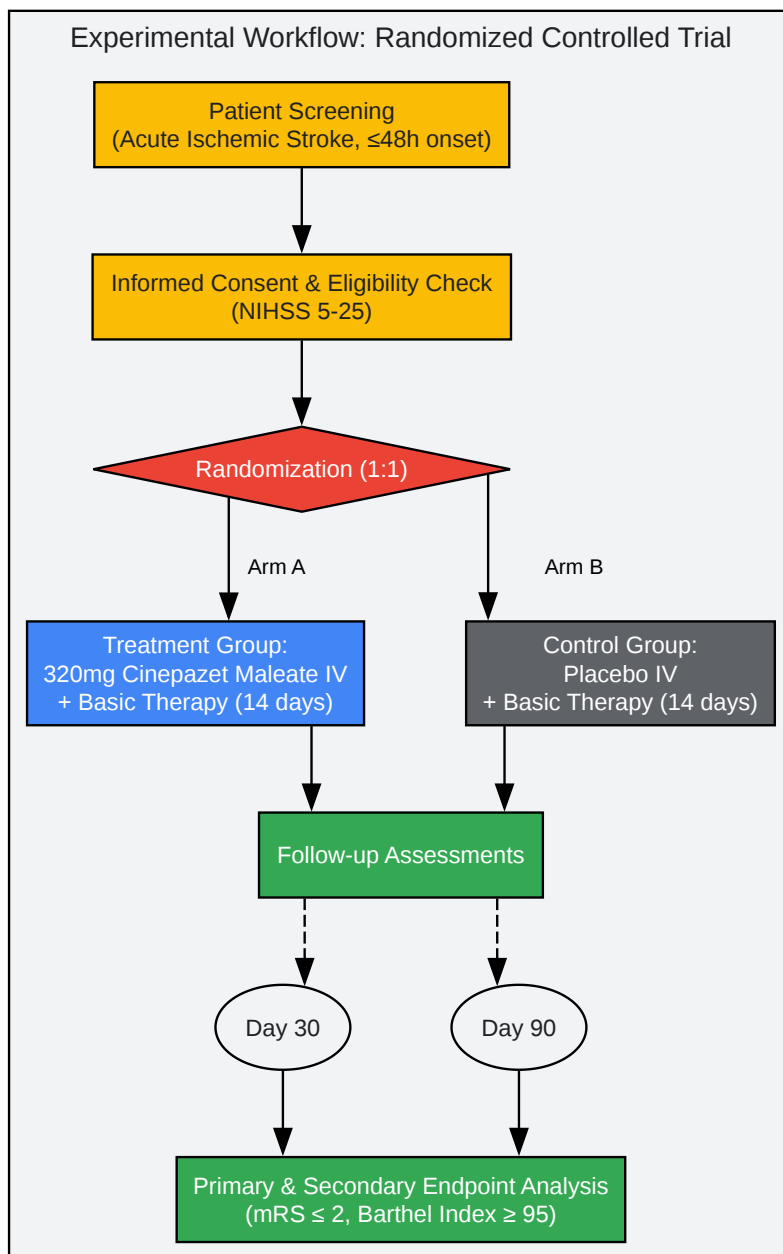 Experimental Workflow: Randomized Controlled Trial
Patient Screening
(Acute Ischemic Stroke, ≤48h onset)
Informed Consent & Eligibility Check
(NIHSS 5-25)
Randomization (1:1)
Arm A
Arm B
Treatment Group:
320mg Cinepazet Maleate IV
+ Basic Therapy (14 days)
Control Group:
Placebo IV
+ Basic Therapy (14 days)
Follow-up Assessments
Day 30
Day 90
Primary & Secondary Endpoint Analysis
(mRS ≤ 2, Barthel Index ≥ 95)